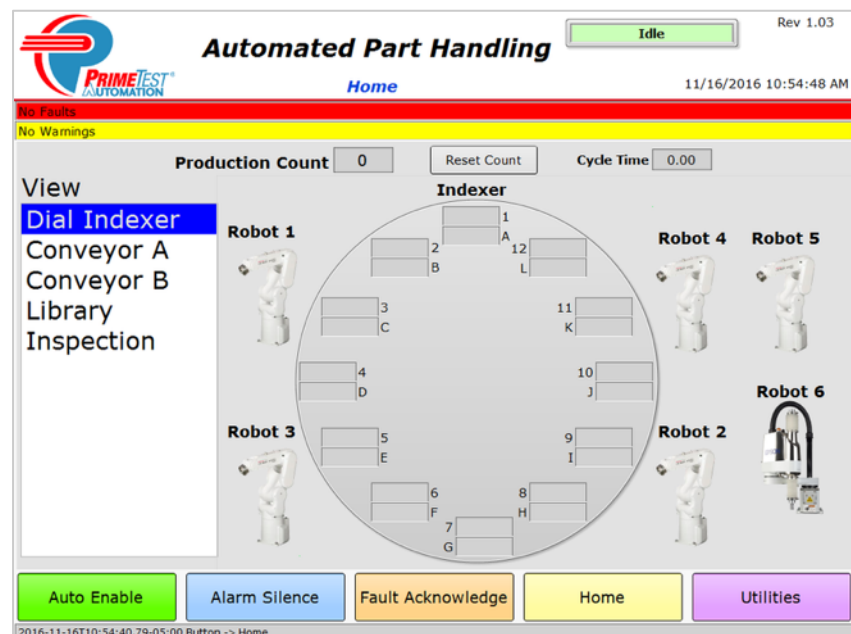 PRIMETEST®
AUTOMATION
Automated Part Handling
Home
Idle
Rev 1.03
11/16/2016 10:54:48 AM
No Faults
No Warnings
Production Count 0 Reset Count Cycle Time 0.00
View
Dial Indexer
Conveyor A
Conveyor B
Library
Inspection
Indexer
Robot 1
Robot 4
Robot 5
Robot 3
Robot 2
Robot 6
1
A
2
B
12
L
3
C
11
K
4
D
10
J
5
E
9
I
6
F
8
H
7
G
Auto Enable
Alarm Silence
Fault Acknowledge
Home
Utilities
2016-11-16T10:54:40.79-05:00 Button -> Home